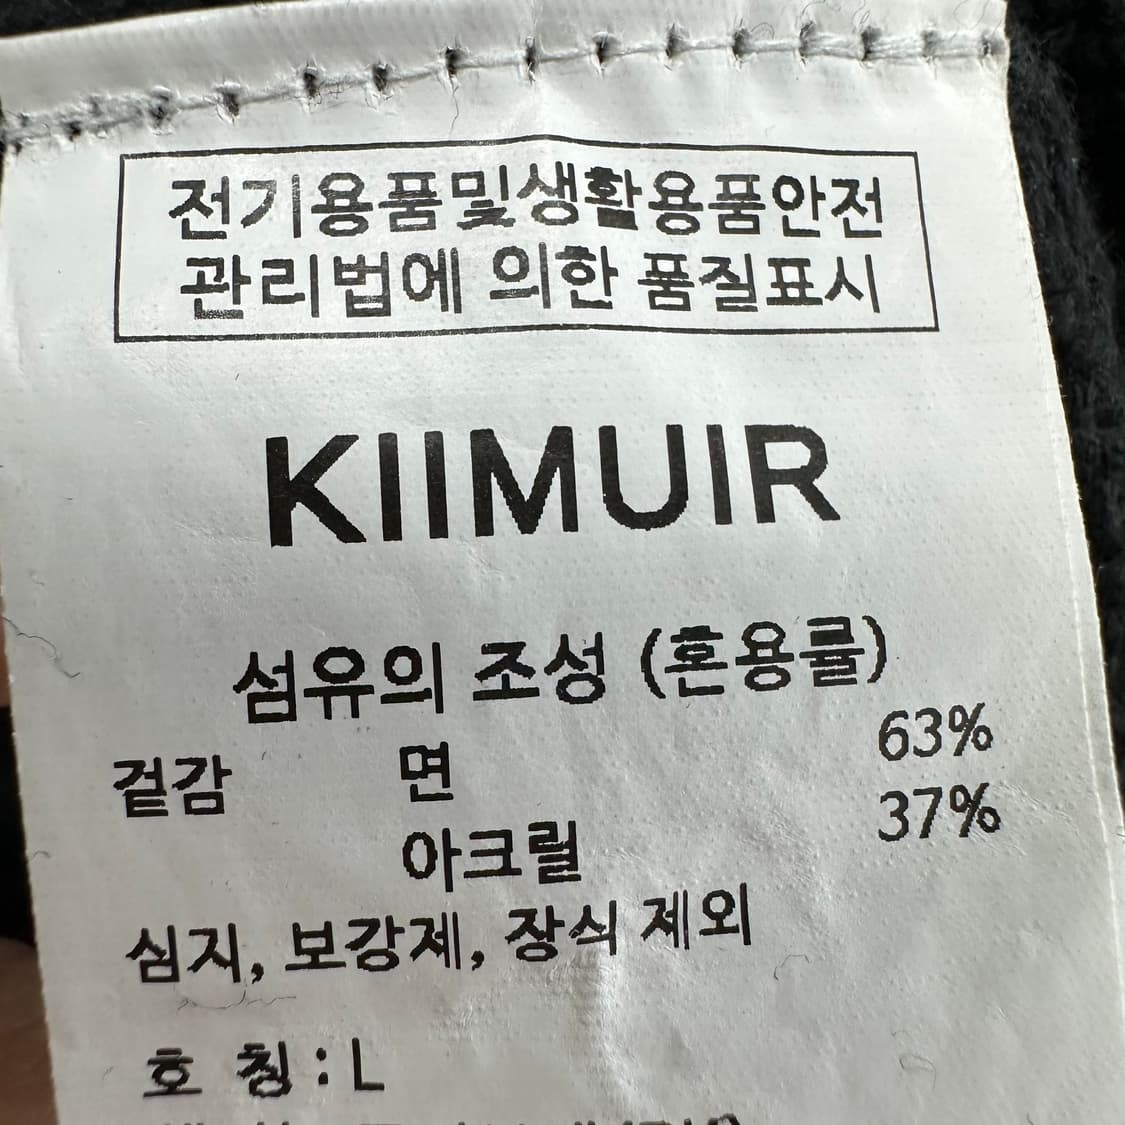 전기용품및생활용품안전
관리법에 의한 품질표시
KIIMUIR
섬유의 조성 (혼용률)
겉감 면 63%
아크릴 37%
심지, 보강제, 장식 제외
호 칭 : L